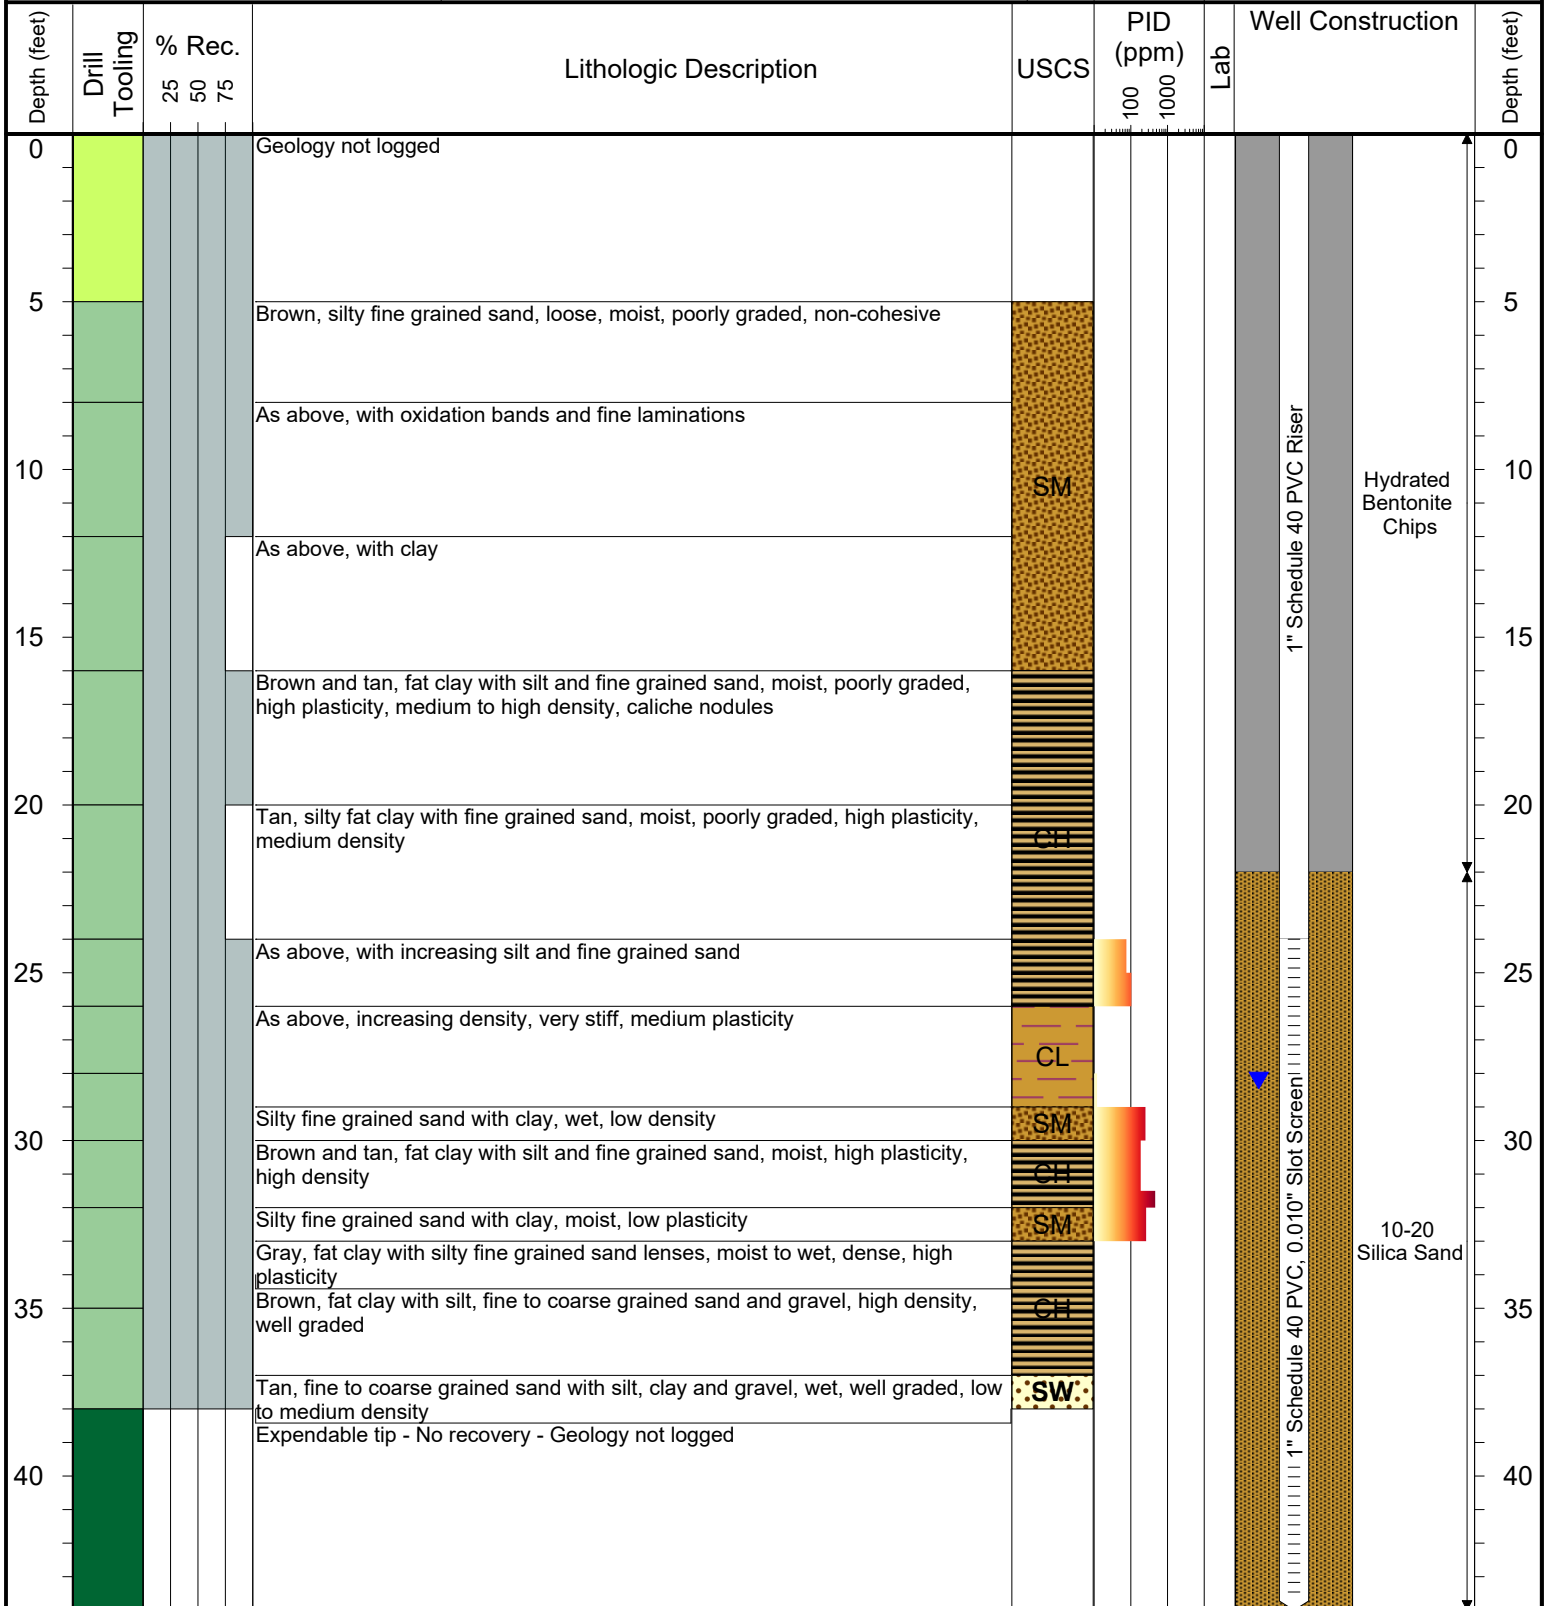 Depth (feet)
Drill
Tooling
% Rec.
25
50
75
Lithologic Description
USCS
PID
(ppm)
100
1000
Lab
Well Construction
Depth (feet)
0
Geology not logged
0
5
Brown, silty fine grained sand, loose, moist, poorly graded, non-cohesive
5
As above, with oxidation bands and fine laminations
10
SM
1" Schedule 40 PVC Riser
Hydrated
Bentonite
Chips
10
As above, with clay
15
15
Brown and tan, fat clay with silt and fine grained sand, moist, poorly graded,
high plasticity, medium to high density, caliche nodules
20
20
Tan, silty fat clay with fine grained sand, moist, poorly graded, high plasticity,
medium density
CH
As above, with increasing silt and fine grained sand
25
25
As above, increasing density, very stiff, medium plasticity
CL
Silty fine grained sand with clay, wet, low density
SM
30
30
Brown and tan, fat clay with silt and fine grained sand, moist, high plasticity,
high density
CH
Silty fine grained sand with clay, moist, low plasticity
SM
1" Schedule 40 PVC, 0.010" Slot Screen
10-20
Silica Sand
Gray, fat clay with silty fine grained sand lenses, moist to wet, dense, high
plasticity
Brown, fat clay with silt, fine to coarse grained sand and gravel, high density,
well graded
CH
35
35
Tan, fine to coarse grained sand with silt, clay and gravel, wet, well graded, low
to medium density
SW
Expendable tip - No recovery - Geology not logged
40
40